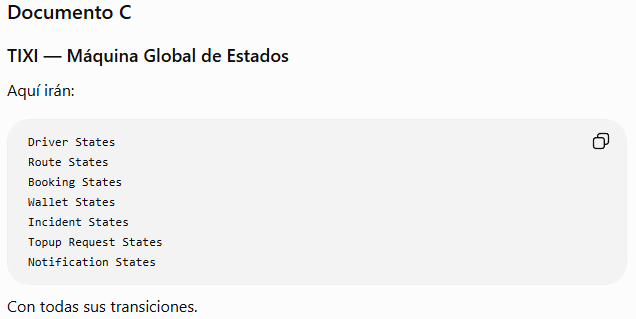 Documento C
TIXI — Máquina Global de Estados
Aquí irán:
Driver States
Route States
Booking States
Wallet States
Incident States
Topup Request States
Notification States
Con todas sus transiciones.